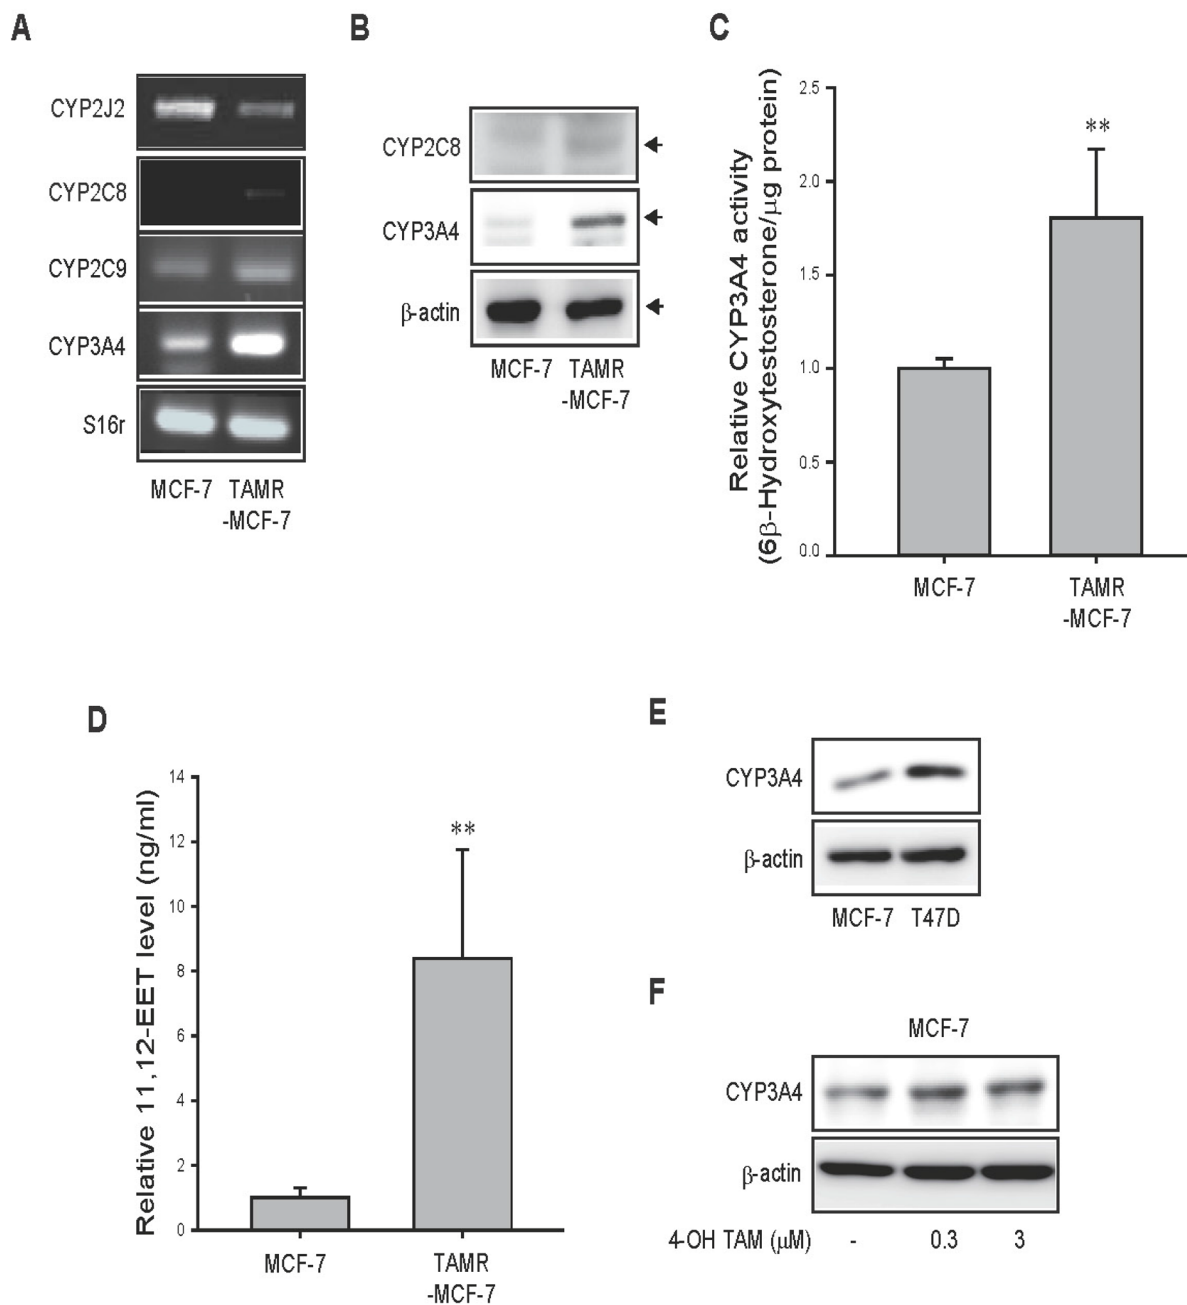 A
CYP2J2
CYP2C8
CYP2C9
CYP3A4
S16r
MCF-7 TAMR
-MCF-7
B
CYP2C8
CYP3A4
β-actin
MCF-7 TAMR
-MCF-7
C
Relative CYP3A4 activity
(6β-Hydroxytestosterone/μg protein)
2.5
2.0
1.5
1.0
0.5
0.0
**
MCF-7 TAMR
-MCF-7
D
Relative 11,12-EET level (ng/ml)
14
12
10
8
6
4
2
0
**
MCF-7 TAMR
-MCF-7
E
CYP3A4
β-actin
MCF-7 T47D
F
MCF-7
CYP3A4
β-actin
4-OH TAM (μM) - 0.3 3